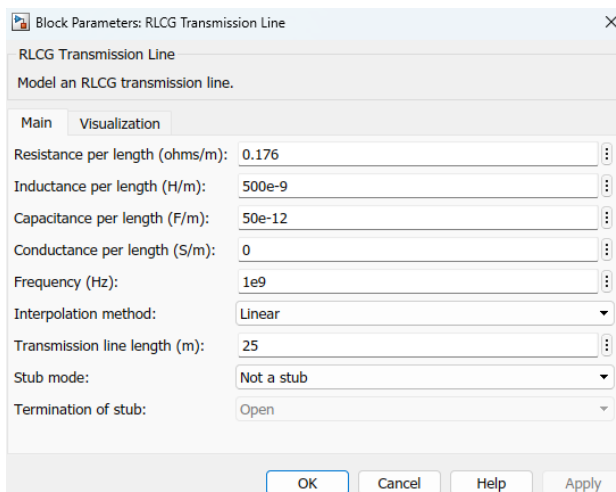 Block Parameters: RLCG Transmission Line
RLCG Transmission Line
Model an RLCG transmission line.
Main Visualization
Resistance per length (ohms/m): 0.176
Inductance per length (H/m): 500e-9
Capacitance per length (F/m): 50e-12
Conductance per length (S/m): 0
Frequency (Hz): 1e9
Interpolation method: Linear
Transmission line length (m): 25
Stub mode: Not a stub
Termination of stub: Open
OK Cancel Help Apply